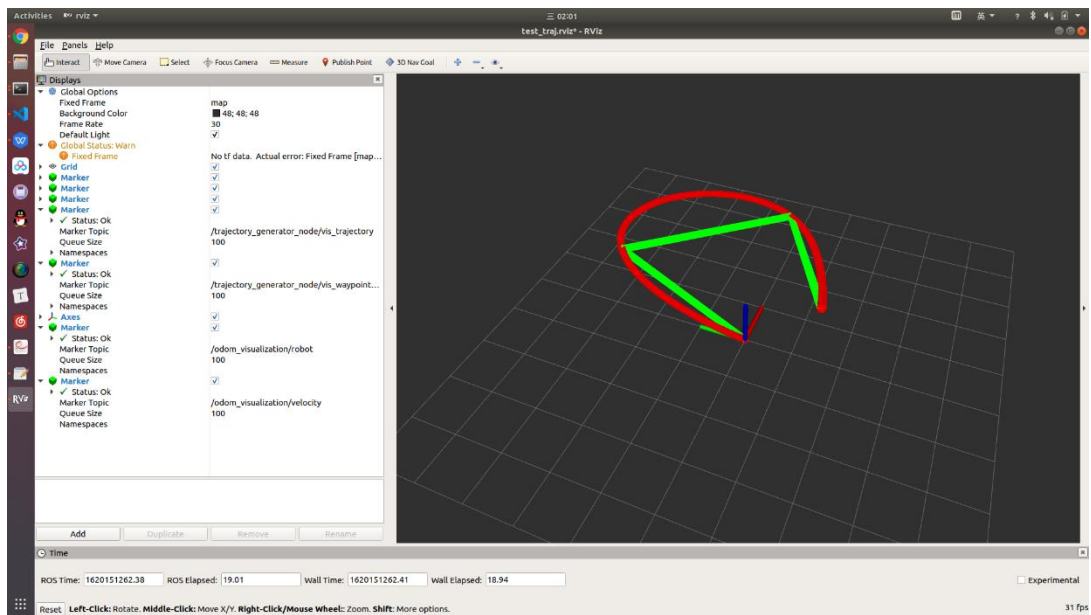 Activities rviz 三 02:01 英
test_traj.rviz* - RViz
File Panels Help
Interact Move Camera Select Focus Camera Measure Publish Point 3D Nav Goal
Displays
Global Options
Fixed Frame map
Background Color 48; 48; 48
Frame Rate 30
Default Light
Global Status: Warn
Fixed Frame No tf data. Actual error: Fixed Frame [map...
Grid
Marker
Marker
Marker
Marker
Status: Ok
Marker Topic /trajectory_generator_node/vis_trajectory
Queue Size 100
Namespaces
Marker
Status: Ok
Marker Topic /trajectory_generator_node/vis_waypoint...
Queue Size 100
Namespaces
Axes
Marker
Status: Ok
Marker Topic /odom_visualization/robot
Queue Size 100
Namespaces
Marker
Status: Ok
Marker Topic /odom_visualization/velocity
Queue Size 100
Namespaces
RViz
Add Duplicate Remove Rename
Time
ROS Time: 1620151262.38 ROS Elapsed: 19.01 Wall Time: 1620151262.41 Wall Elapsed: 18.94 Experimental
Reset Left-Click: Rotate. Middle-Click: Move X/Y. Right-Click/Mouse Wheel: Zoom. Shift: More options. 31 fps